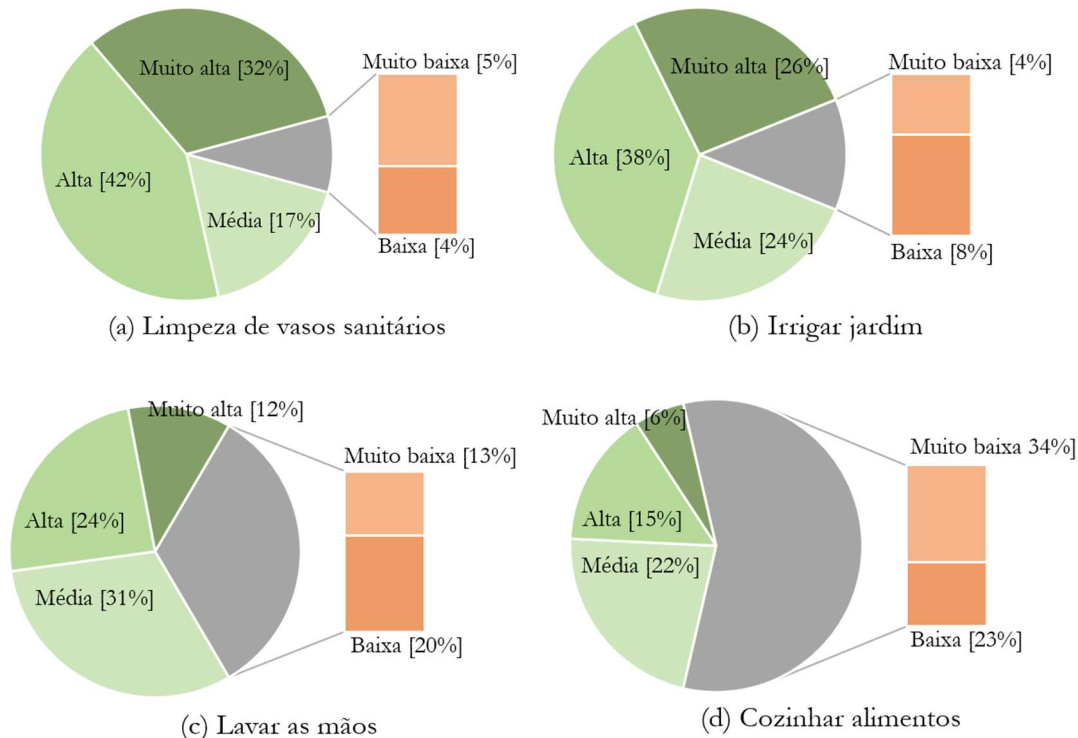 Muito alta [32%]
Muito baixa [5%]
Alta [42%]
Média [17%]
Baixa [4%]
(a) Limpeza de vasos sanitários
Muito alta [26%]
Muito baixa [4%]
Alta [38%]
Média [24%]
Baixa [8%]
(b) Irrigar jardim
Muito alta [12%]
Muito baixa [13%]
Alta [24%]
Média [31%]
Baixa [20%]
(c) Lavar as mãos
Muito alta [6%]
Muito baixa 34%]
Alta [15%]
Média [22%]
Baixa [23%]
(d) Cozinhar alimentos